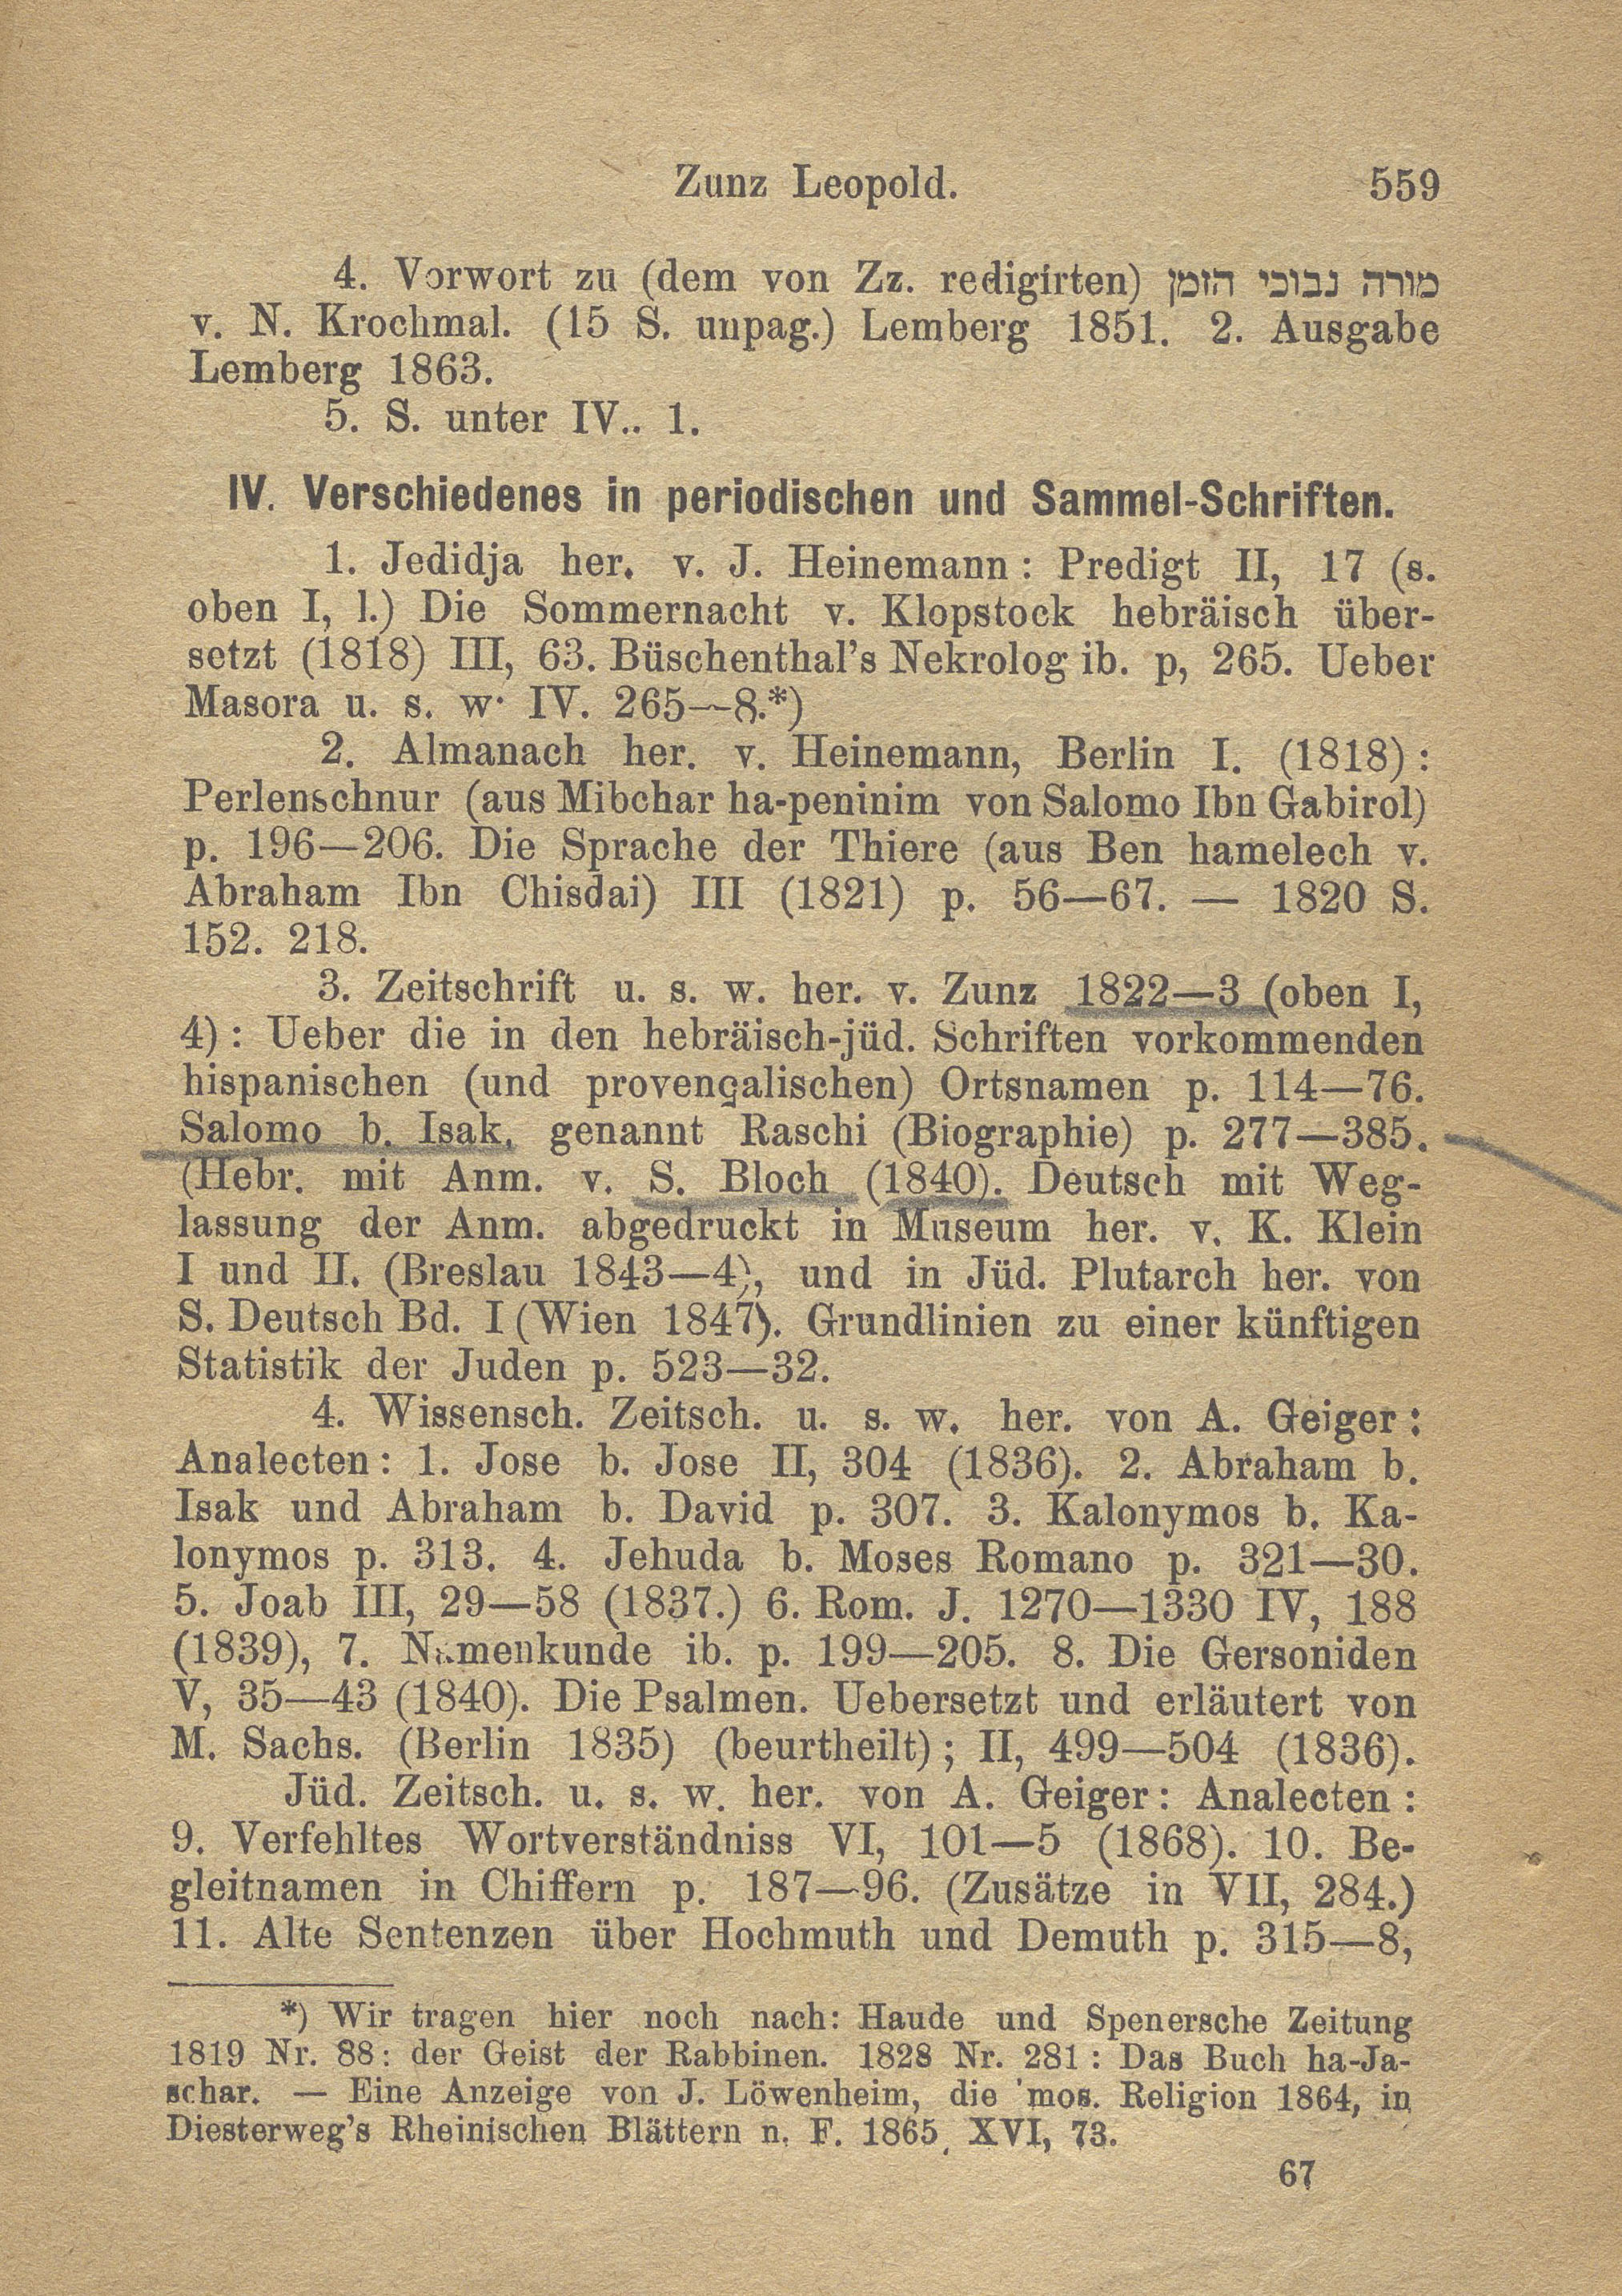 Zunz Leopold. 559
4. Vorwort zu (dem von Zz. redigirten) מורה נבוכי הזמן
v. N. Krochmal. (15 S. unpag.) Lemberg 1851. 2. Ausgabe
Lemberg 1863.
5. S. unter IV.. 1.
IV. Verschiedenes in periodischen und Sammel-Schriften.
1. Jedidja her. v. J. Heinemann: Predigt II, 17 (s.
oben I, l.) Die Sommernacht v. Klopstock hebräisch über-
setzt (1818) III, 63. Büschenthal's Nekrolog ib. p, 265. Ueber
Masora u. s. w· IV. 265—8.*)
2. Almanach her. v. Heinemann, Berlin I. (1818):
Perlenschnur (aus Mibchar ha-peninim von Salomo Ibn Gabirol)
p. 196—206. Die Sprache der Thiere (aus Ben hamelech v.
Abraham Ibn Chisdai) III (1821) p. 56—67. — 1820 S.
152. 218.
3. Zeitschrift u. s. w. her. v. Zunz 1822—3 (oben I,
4): Ueber die in den hebräisch-jüd. Schriften vorkommenden
hispanischen (und provençalischen) Ortsnamen p. 114—76.
Salomo b. Isak, genannt Raschi (Biographie) p. 277—385.
(Hebr. mit Anm. v. S. Bloch (1840). Deutsch mit Weg-
lassung der Anm. abgedruckt in Museum her. v. K. Klein
I und II. (Breslau 1843—4), und in Jüd. Plutarch her. von
S. Deutsch Bd. I (Wien 1847). Grundlinien zu einer künftigen
Statistik der Juden p. 523—32.
4. Wissensch. Zeitsch. u. s. w. her. von A. Geiger:
Analecten: 1. Jose b. Jose II, 304 (1836). 2. Abraham b.
Isak und Abraham b. David p. 307. 3. Kalonymos b. Ka-
lonymos p. 313. 4. Jehuda b. Moses Romano p. 321—30.
5. Joab III, 29—58 (1837.) 6. Rom. J. 1270—1330 IV, 188
(1839), 7. Namenkunde ib. p. 199—205. 8. Die Gersoniden
V, 35—43 (1840). Die Psalmen. Uebersetzt und erläutert von
M. Sachs. (Berlin 1835) (beurtheilt); II, 499—504 (1836).
Jüd. Zeitsch. u. s. w. her. von A. Geiger: Analecten:
9. Verfehltes Wortverständniss VI, 101—5 (1868). 10. Be-
gleitnamen in Chiffern p. 187—96. (Zusätze in VII, 284.)
11. Alte Sentenzen über Hochmuth und Demuth p. 315—8,
*) Wir tragen hier noch nach: Haude und Spenersche Zeitung
1819 Nr. 88: der Geist der Rabbinen. 1828 Nr. 281: Das Buch ha-Ja-
schar. — Eine Anzeige von J. Löwenheim, die 'mos. Religion 1864, in
Diesterweg's Rheinischen Blättern n. F. 1865, XVI, 73.
67